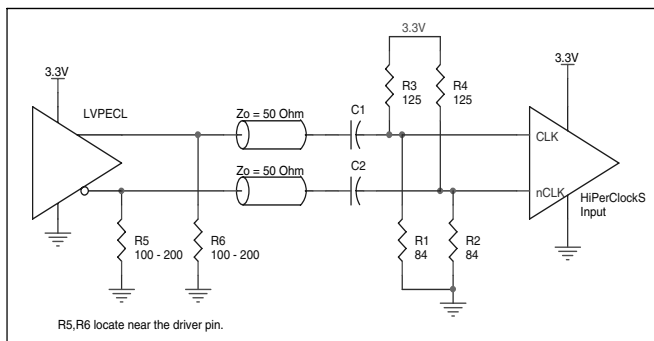 3.3V
3.3V
3.3V
R3
125
R4
125
LVPECL
Zo = 50 Ohm
C1
CLK
Zo = 50 Ohm
C2
nCLK
HiPerClockS
Input
R5
100 - 200
R6
100 - 200
R1
84
R2
84
R5,R6 locate near the driver pin.